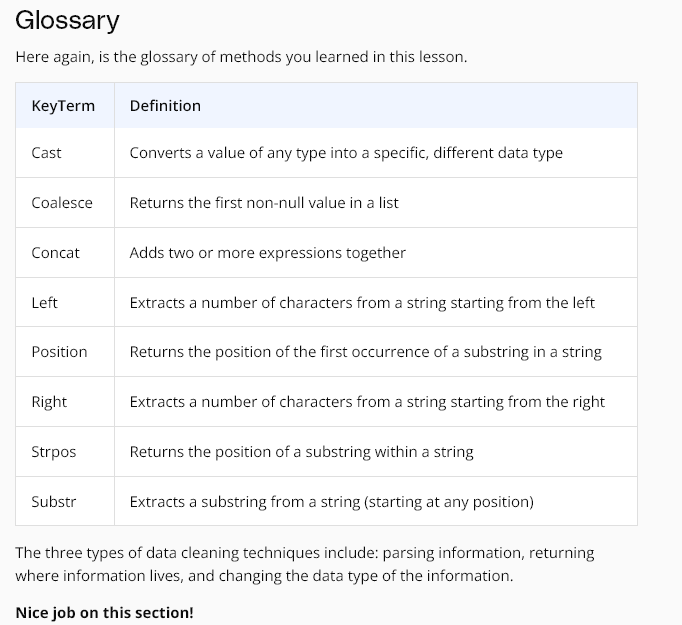 Glossary
Here again, is the glossary of methods you learned in this lesson.
KeyTerm Definition
Cast Converts a value of any type into a specific, different data type
Coalesce Returns the first non-null value in a list
Concat Adds two or more expressions together
Left Extracts a number of characters from a string starting from the left
Position Returns the position of the first occurrence of a substring in a string
Right Extracts a number of characters from a string starting from the right
Strpos Returns the position of a substring within a string
Substr Extracts a substring from a string (starting at any position)
The three types of data cleaning techniques include: parsing information, returning
where information lives, and changing the data type of the information.
Nice job on this section!